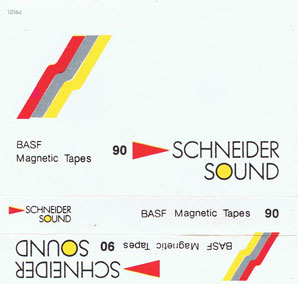 BASF
Magnetic Tapes
90
SCHNEIDER
SOUND
SCHNEIDER
SOUND
BASF Magnetic Tapes 90
BASF
Magnetic Tapes
90
SCHNEIDER
SOUND